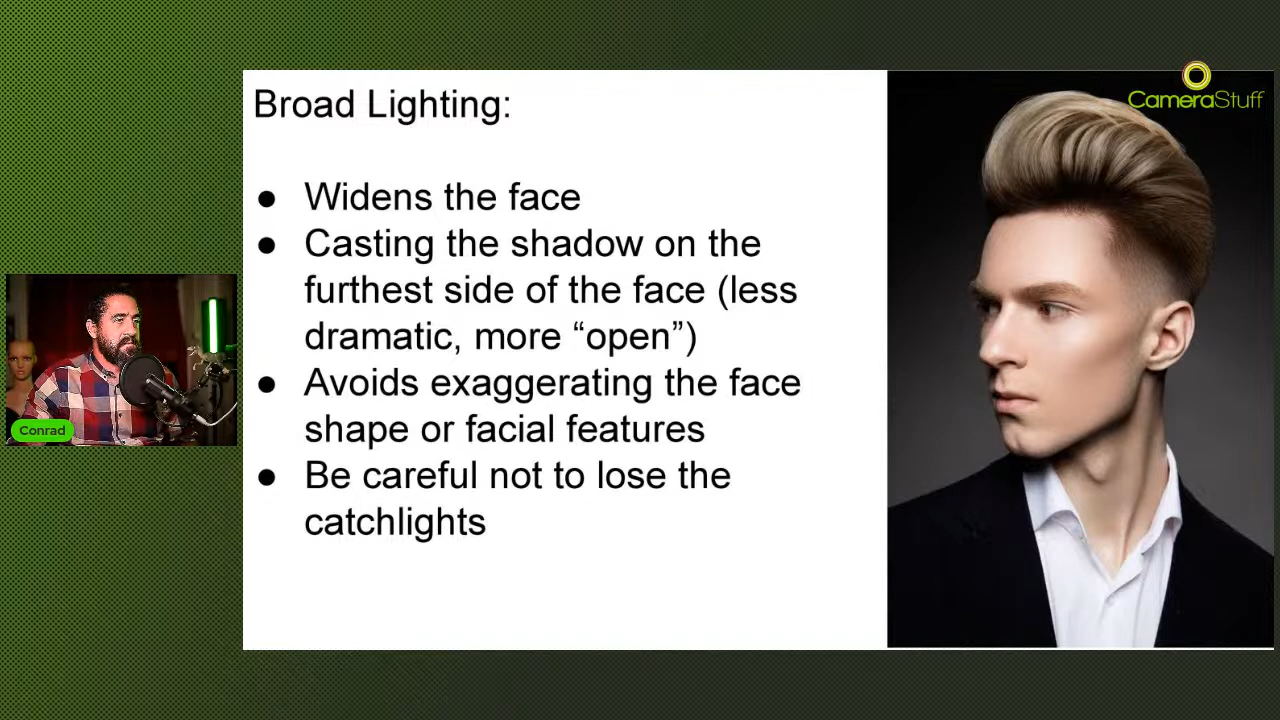 CameraStuff
Broad Lighting:
● Widens the face
● Casting the shadow on the
furthest side of the face (less
dramatic, more “open”)
● Avoids exaggerating the face
shape or facial features
● Be careful not to lose the
catchlights
Conrad